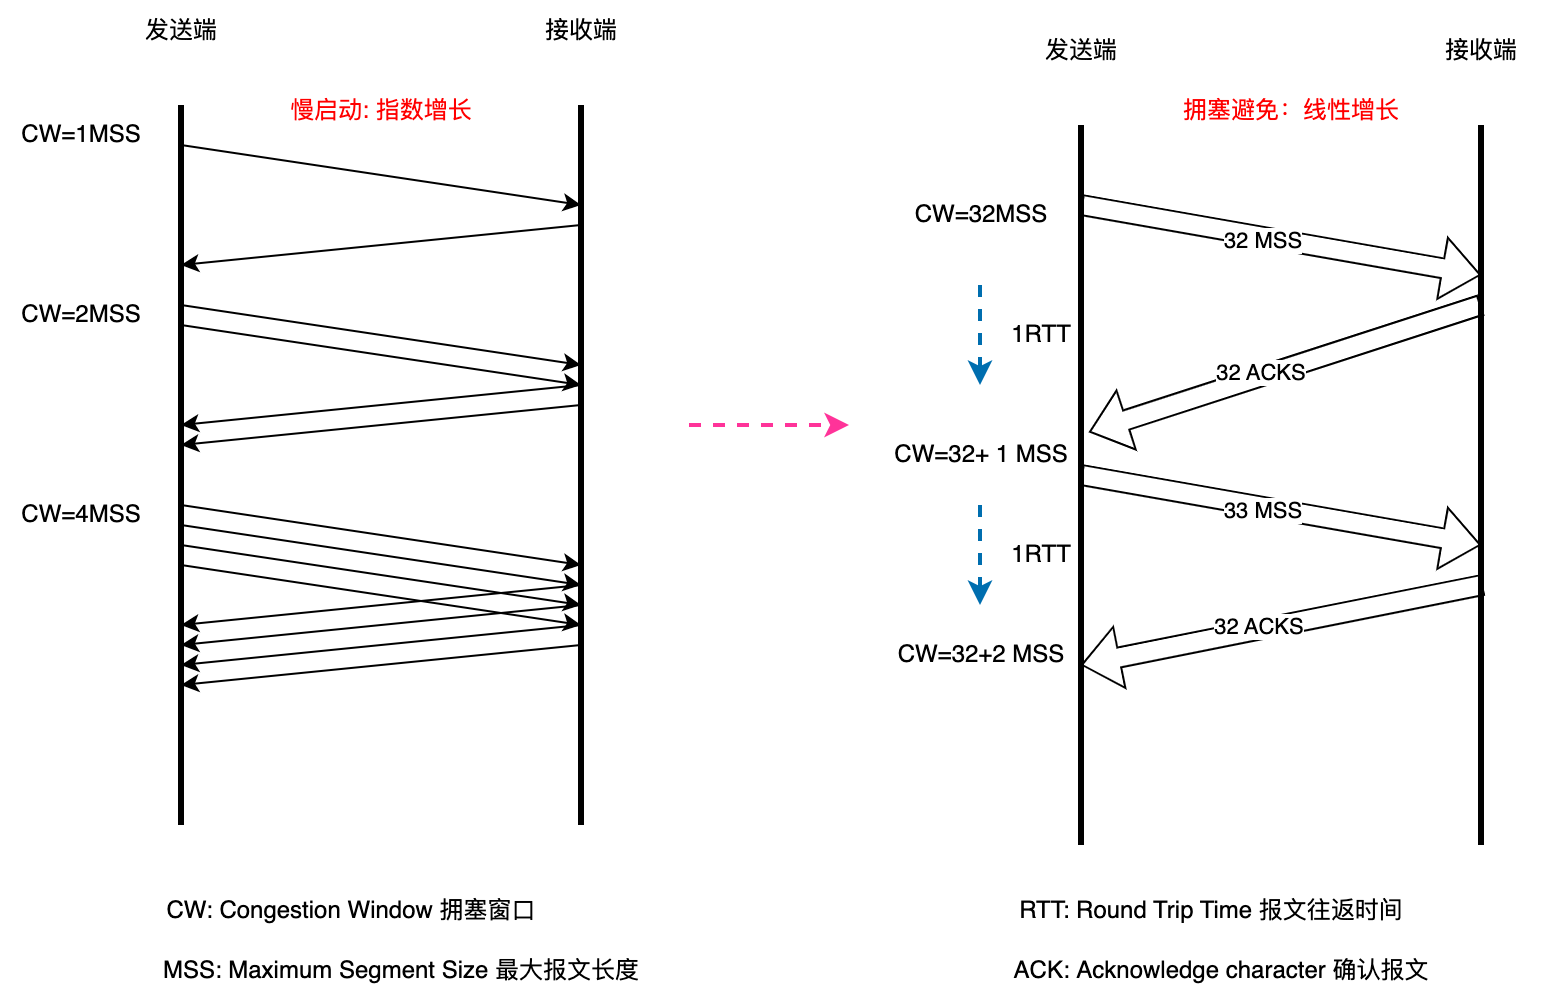 发送端
接收端
慢启动: 指数增长
CW=1MSS
CW=2MSS
CW=4MSS
CW: Congestion Window 拥塞窗口
MSS: Maximum Segment Size 最大报文长度
发送端
接收端
拥塞避免：线性增长
CW=32MSS
32 MSS
1RTT
32 ACKS
CW=32+ 1 MSS
33 MSS
1RTT
32 ACKS
CW=32+2 MSS
RTT: Round Trip Time 报文往返时间
ACK: Acknowledge character 确认报文